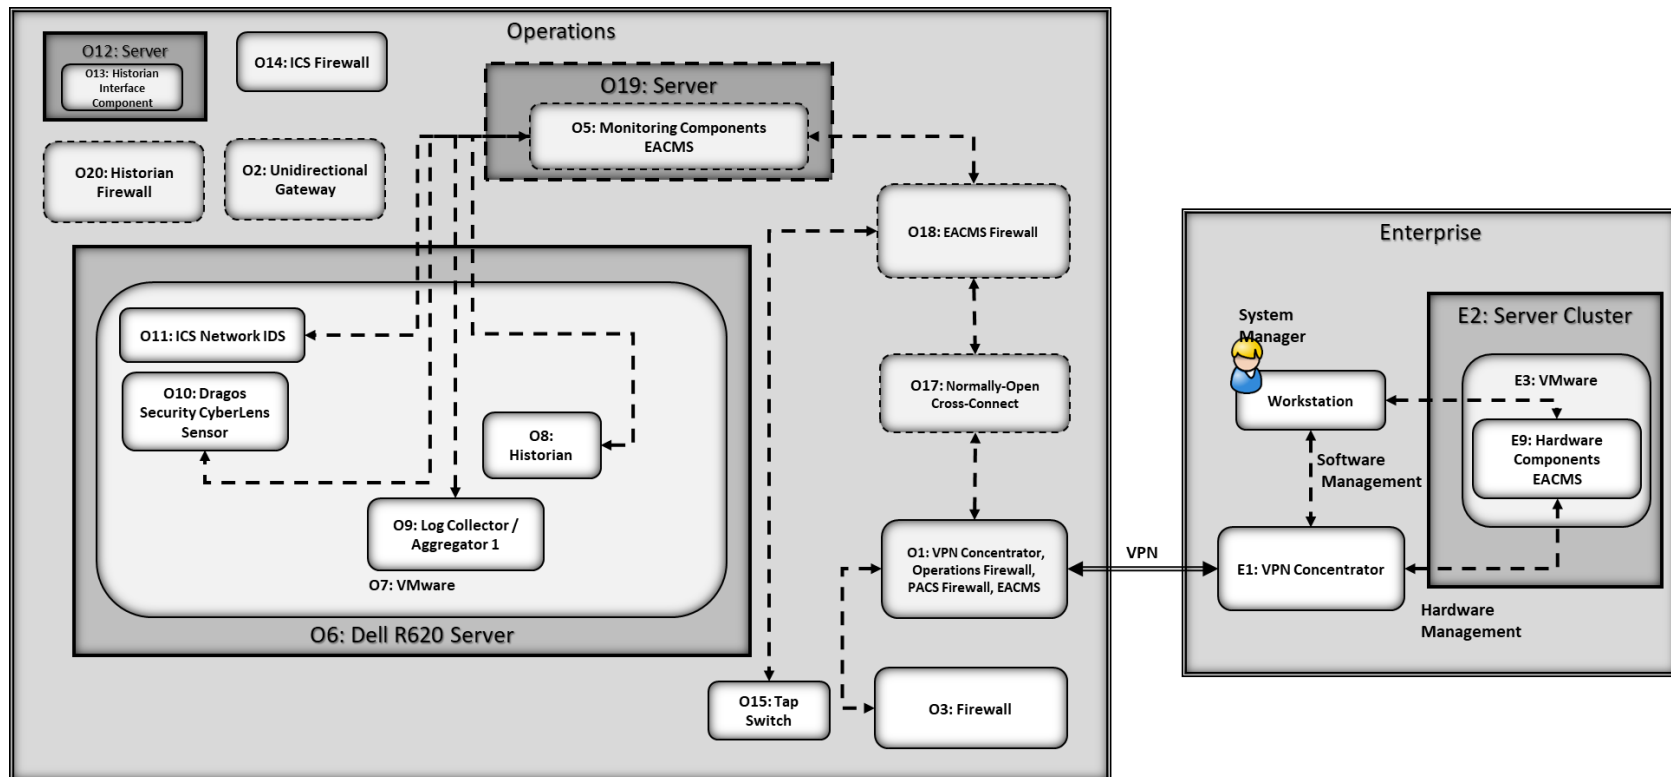 Operations
O12: Server
O13: Historian
Interface
Component
O14: ICS Firewall
O19: Server
O5: Monitoring Components
EACMS
O20: Historian
Firewall
O2: Unidirectional
Gateway
O18: EACMS Firewall
O11: ICS Network IDS
O10: Dragos
Security CyberLens
Sensor
O8:
Historian
O9: Log Collector /
Aggregator 1
O7: VMware
O6: Dell R620 Server
O17: Normally-Open
Cross-Connect
O1: VPN Concentrator,
Operations Firewall,
PACS Firewall, EACMS
O15: Tap
Switch
O3: Firewall
VPN
Enterprise
System
Manager
Workstation
E2: Server Cluster
E3: VMware
E9: Hardware
Components
EACMS
Software
Management
E1: VPN Concentrator
Hardware
Management